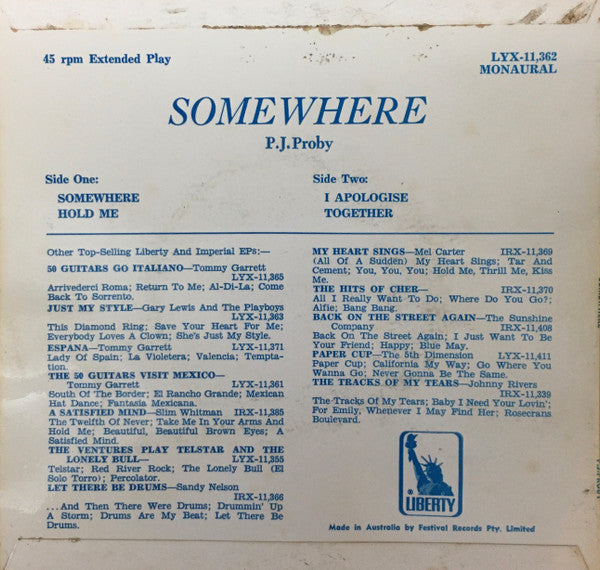 45 rpm Extended Play
LYX-11,362
MONAURAL
SOMEWHERE
P.J.Proby
Side One:
SOMEWHERE
HOLD ME
Side Two:
I APOLOGISE
TOGETHER
Other Top-Selling Liberty and Imperial EPs:—
50 GUITARS GO ITALIANO—Tommy Garrett
LYX-11,365
Arrivederci Roma; Return To Me; Al-Di-La; Come
Back To Sorrento.
JUST MY STYLE—Gary Lewis And The Playboys
LYX-11,363
This Diamond Ring; Save Your Heart For Me;
Everybody Loves A Clown; She's Just My Style.
ESPANA—Tommy Garrett LYX-11,371
Lady Of Spain; La Violetera; Valencia; Tempta-
tion.
THE 50 GUITARS VISIT MEXICO—
Tommy Garrett LYX-11,361
South Of The Border; El Rancho Grande; Mexican
Hat Dance; Fantasia Mexicana.
A SATISFIED MIND—Slim Whitman IRX-11,385
The Twelfth Of Never; Take Me In Your Arms And
Hold Me; Beautiful, Beautiful Brown Eyes; A
Satisfied Mind.
THE VENTURES PLAY TELSTAR AND THE
LONELY BULL— LYX-11,355
Telstar; Red River Rock; The Lonely Bull (El
Solo Torro); Percolator.
LET THERE BE DRUMS—Sandy Nelson
IRX-11,366
...And Then There Were Drums; Drummin' Up
A Storm; Drums Are My Beat; Let There Be
Drums.
MY HEART SINGS—Mel Carter IRX-11,369
(All Of A Sudden) My Heart Sings; Tar And
Cement; You, You, You; Hold Me, Thrill Me, Kiss
Me.
THE HITS OF CHER— IRX-11,370
All I Really Want To Do; Where Do You Go?;
Alfie; Bang Bang.
BACK ON THE STREET AGAIN—The Sunshine
Company IRX-11,408
Back On The Street Again; I Just Want To Be
Your Friend; Happy; Blue May.
PAPER CUP—The 5th Dimension LYX-11,411
Paper Cup; California My Way; Go Where You
Wanna Go; Never Gonna Be The Same.
THE TRACKS OF MY TEARS—Johnny Rivers
IRX-11,339
The Tracks Of My Tears; Baby I Need Your Lovin';
For Emily, Whenever I May Find Her; Rosecrans
Boulevard.
LIBERTY
Made in Australia by Festival Records Pty. Limited